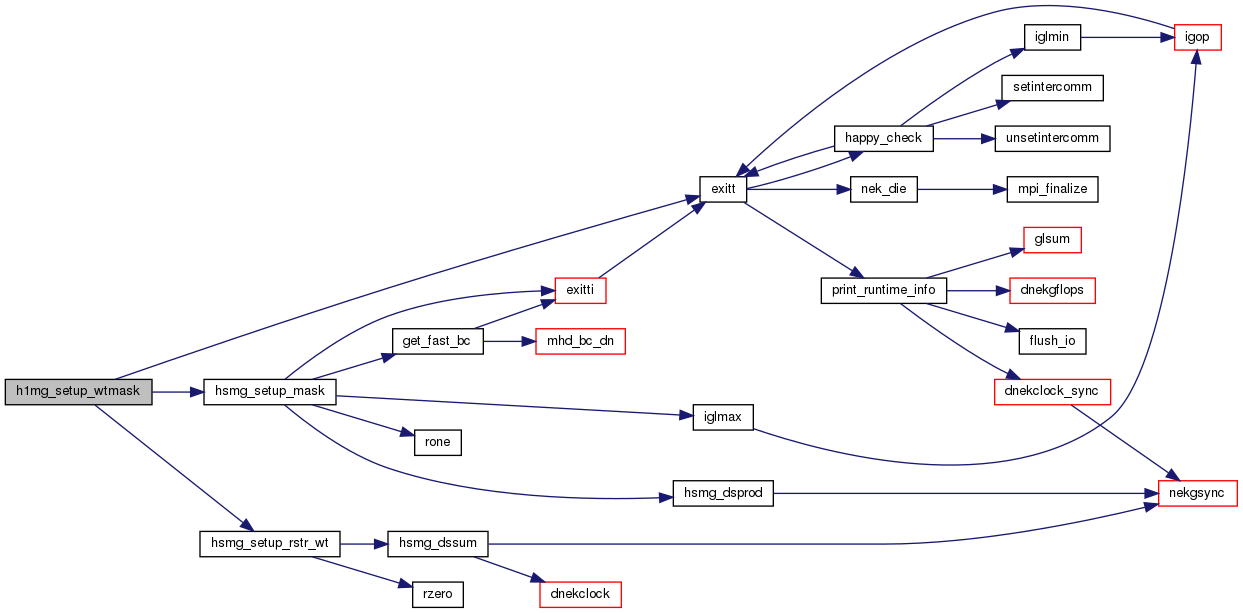 iglmin
igop
setintercomm
happy_check
unsetintercomm
exitt
nek_die
mpi_finalize
glsum
print_runtime_info
dnekgflops
exitti
get_fast_bc
mhd_bc_dn
flush_io
h1mg_setup_wtmask
hsmg_setup_mask
dnekclock_sync
iglmax
rone
hsmg_dsprod
nekgsync
hsmg_setup_rstr_wt
hsmg_dssum
rzero
dnekclock